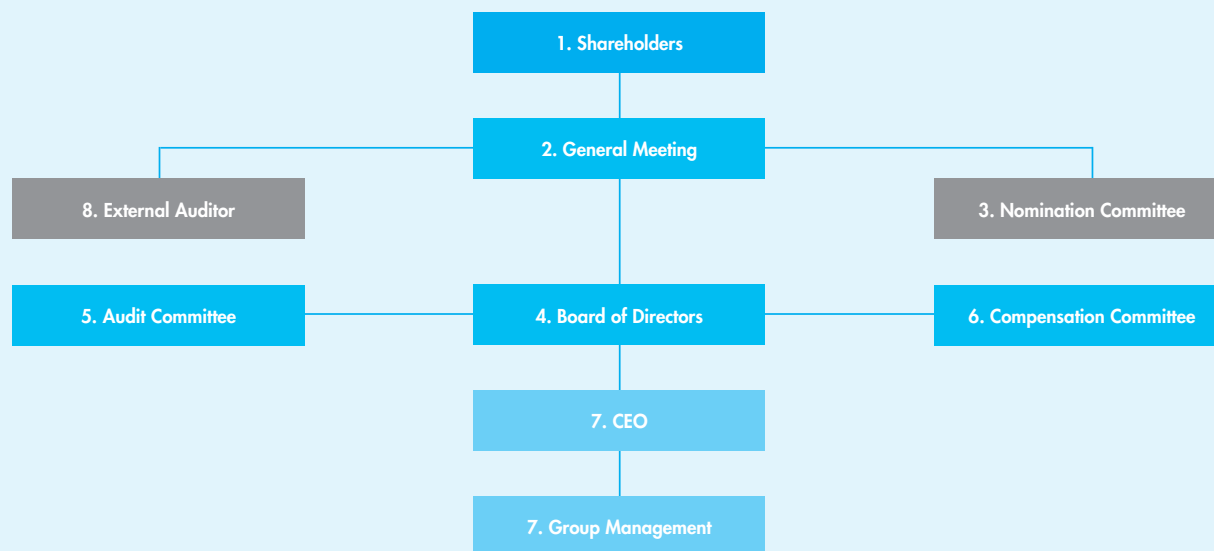 1. Shareholders
2. General Meeting
8. External Auditor
3. Nomination Committee
5. Audit Committee
4. Board of Directors
6. Compensation Committee
7. CEO
7. Group Management